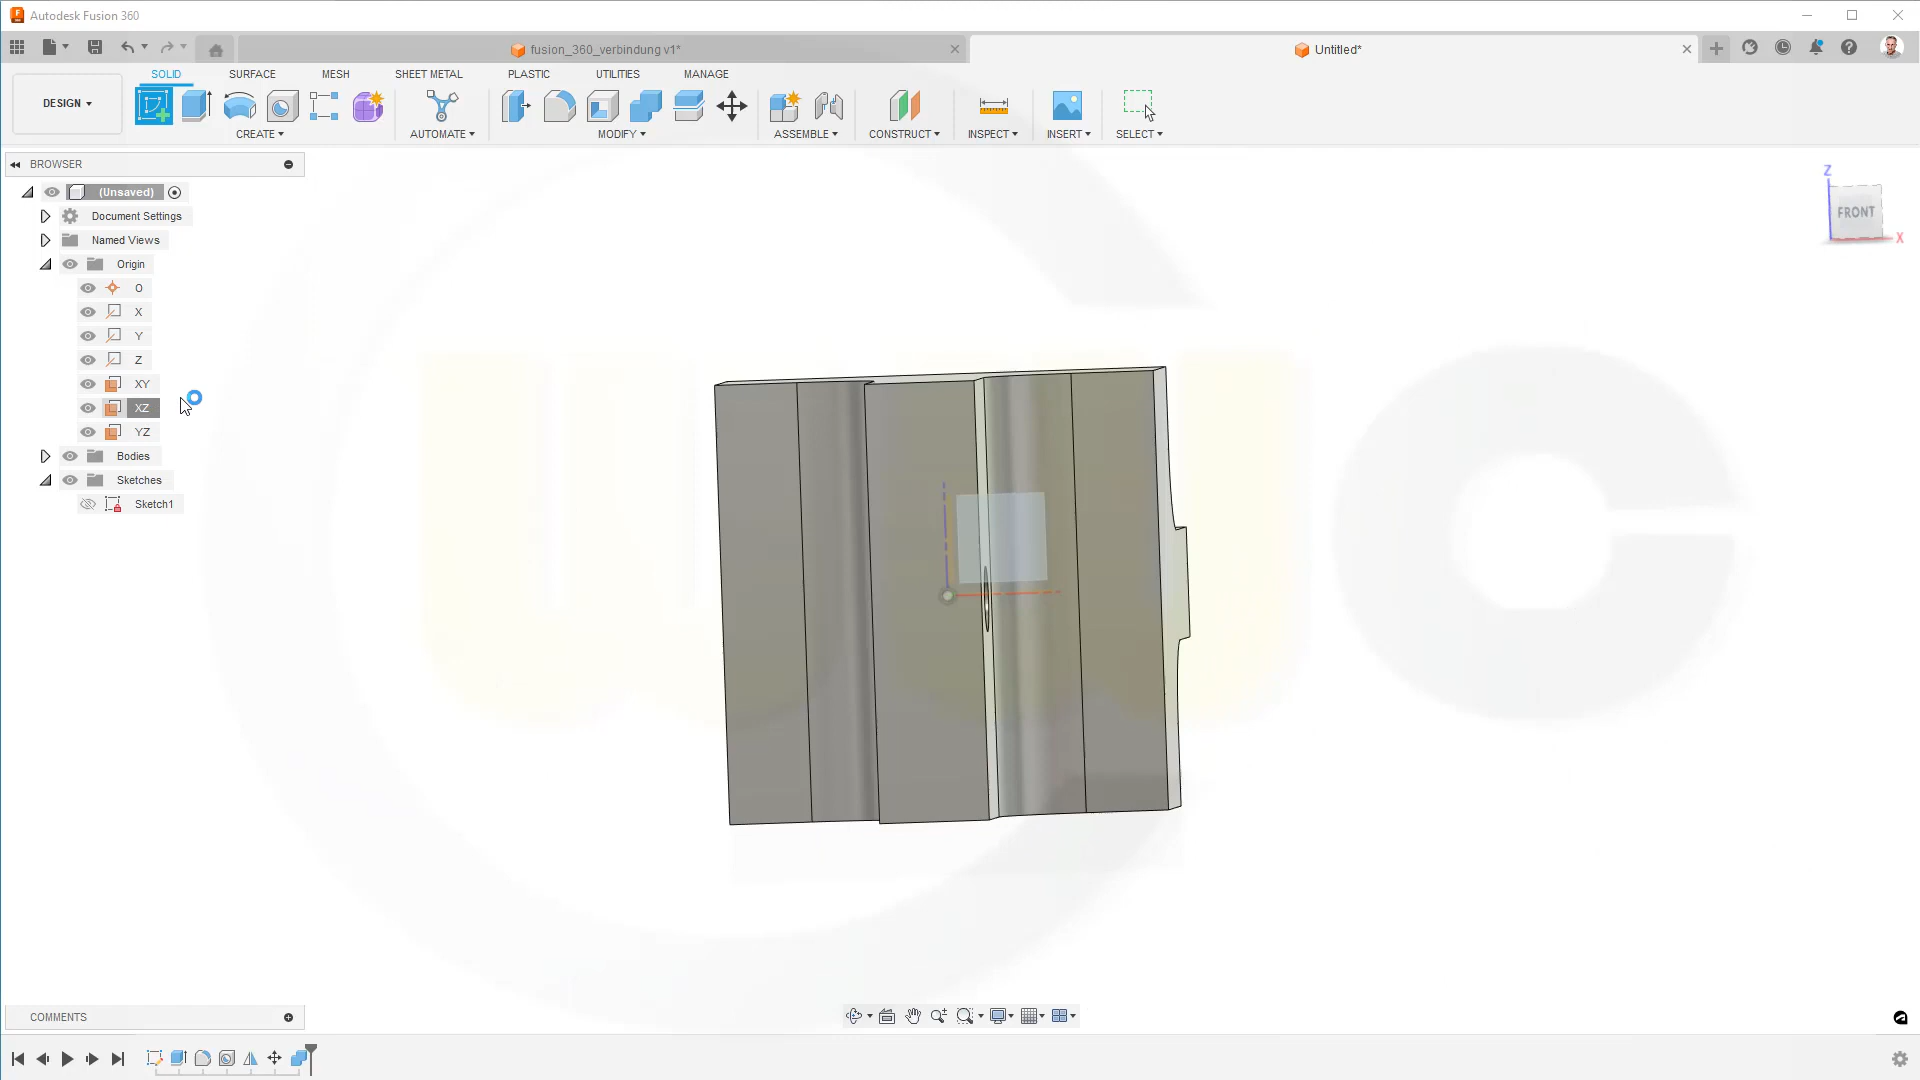 Autodesk Fusion 360
fusion_360_verbindung v1*
Untitled*
SOLID SURFACE MESH SHEET METAL PLASTIC UTILITIES MANAGE
DESIGN
CREATE AUTOMATE MODIFY ASSEMBLE CONSTRUCT INSPECT INSERT SELECT
BROWSER
(Unsaved)
Document Settings
Named Views
Origin
O
X
Y
Z
XY
XZ
YZ
Bodies
Sketches
Sketch1
Z
FRONT
X
COMMENTS